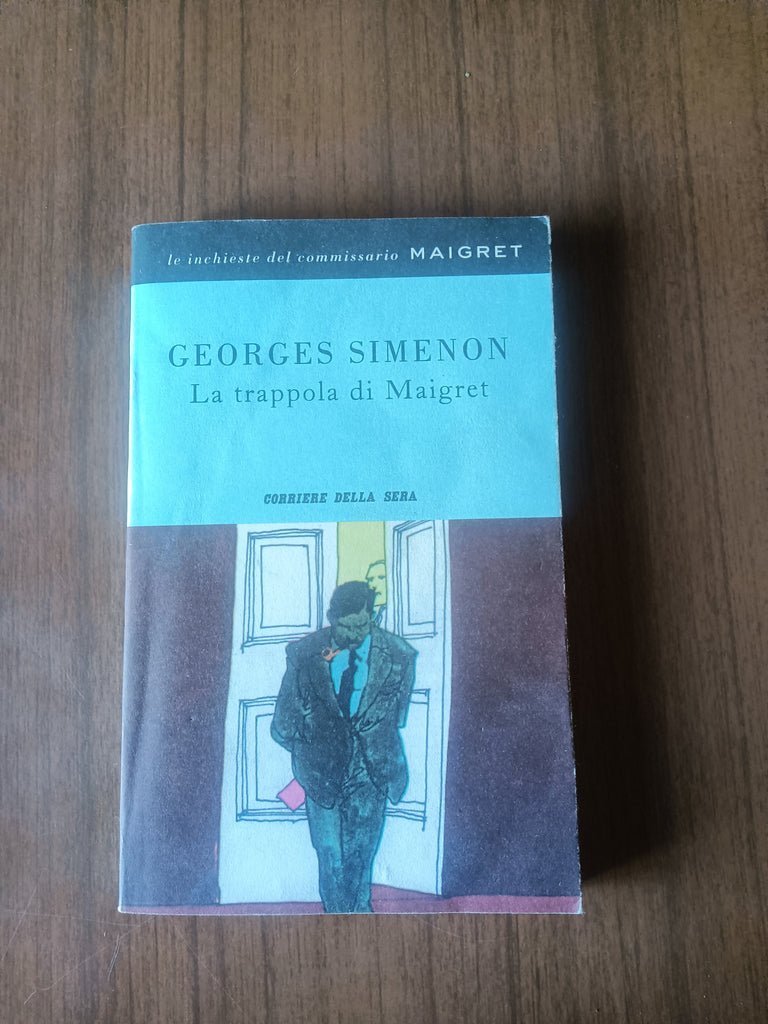 le inchieste del commissario MAIGRET
GEORGES SIMENON
La trappola di Maigret
CORRIERE DELLA SERA